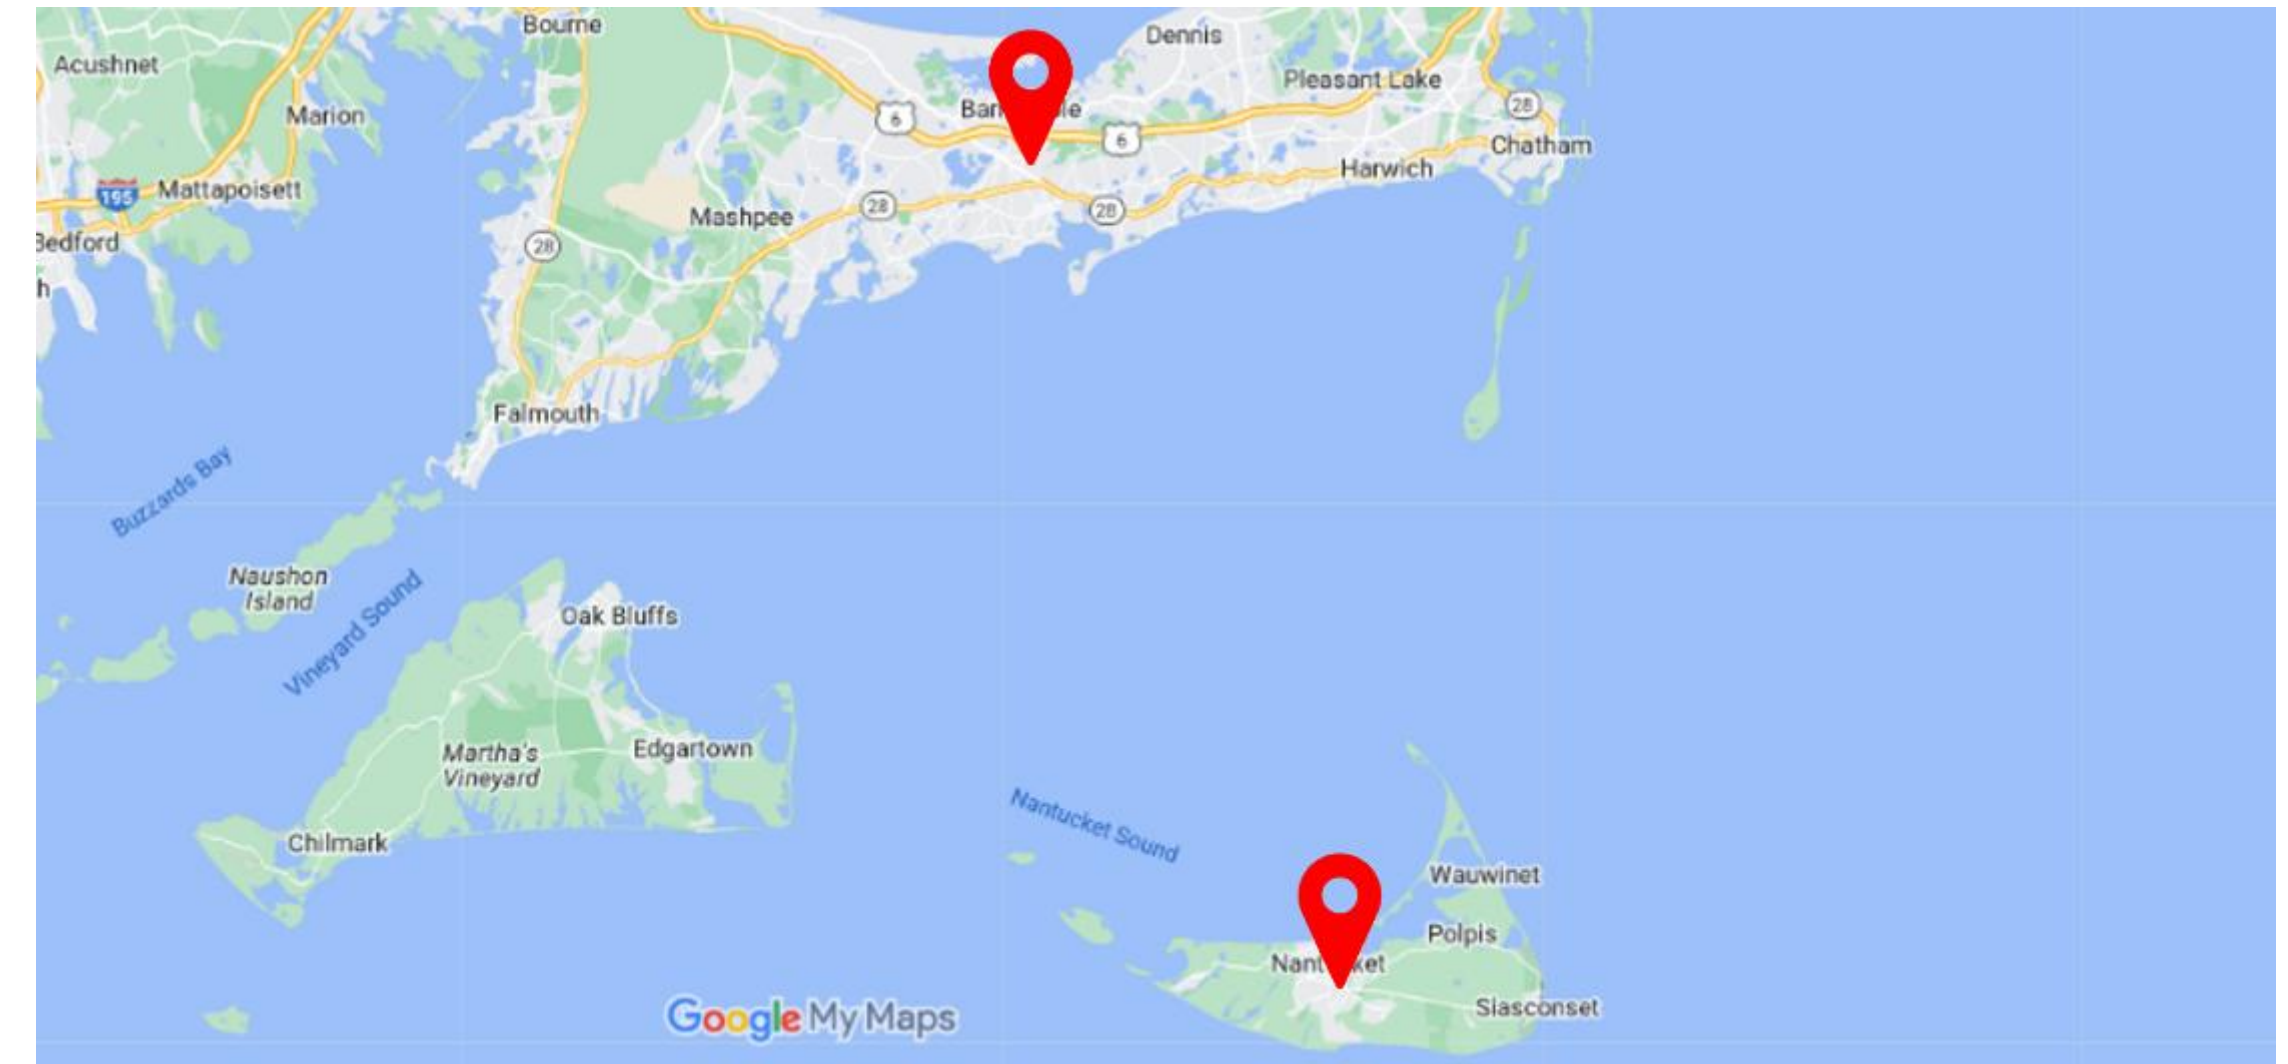 Bourne
Dennis
Acushnet
Pleasant Lake
Marion
6
28
6
Chatham
Harwich
195
Mattapoisett
Mashpee
28
28
Bedford
28
h
Falmouth
Buzzards Bay
Naushon
Island
Vineyard Sound
Oak Bluffs
Martha's
Vineyard
Edgartown
Nantucket Sound
Chilmark
Wauwinet
Polpis
Siasconset
Google My Maps